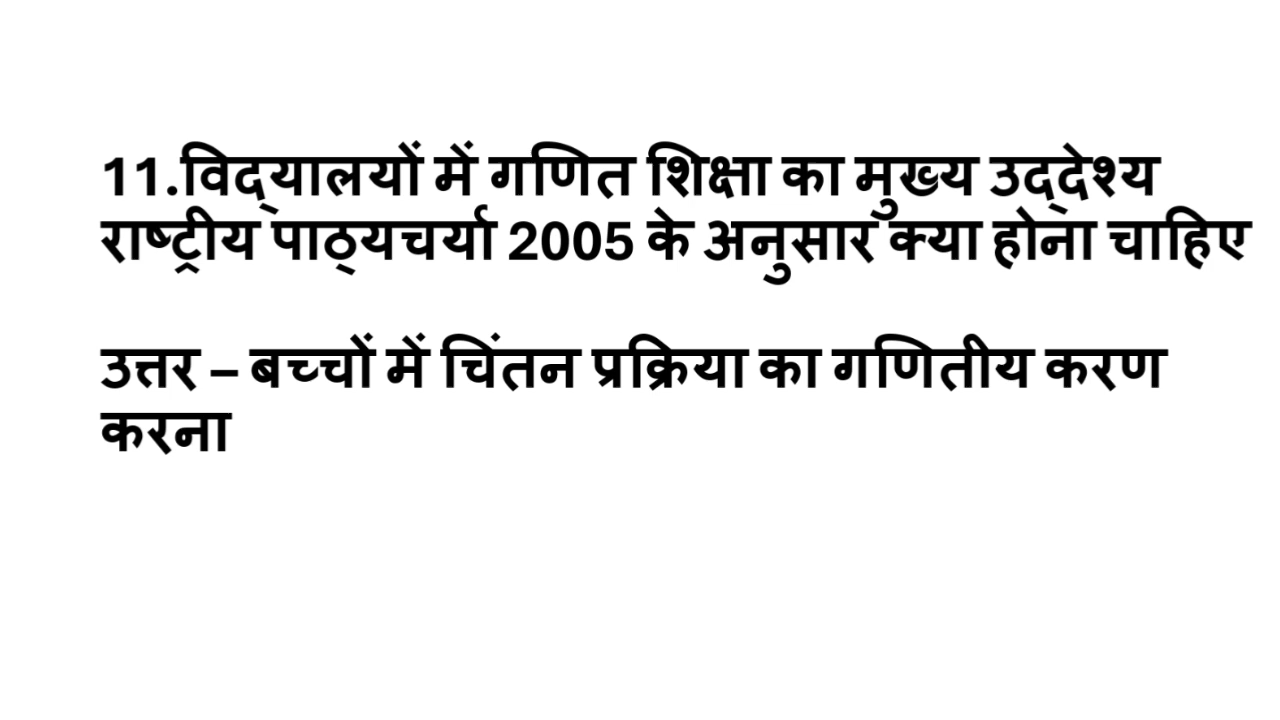 11.विद्यालयों में गणित शिक्षा का मुख्य उद्देश्य
राष्ट्रीय पाठ्यचर्या 2005 के अनुसार क्या होना चाहिए
उत्तर – बच्चों में चिंतन प्रक्रिया का गणितीय करण
करना